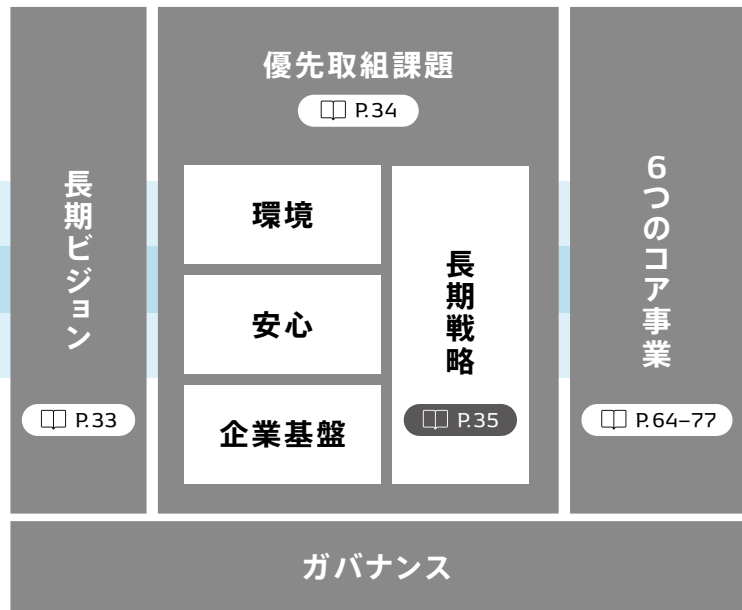 長期ビジョン
P.33
優先取組課題
P.34
環境
安心
企業基盤
長期戦略
P.35
6つのコア事業
P.64–77
ガバナンス